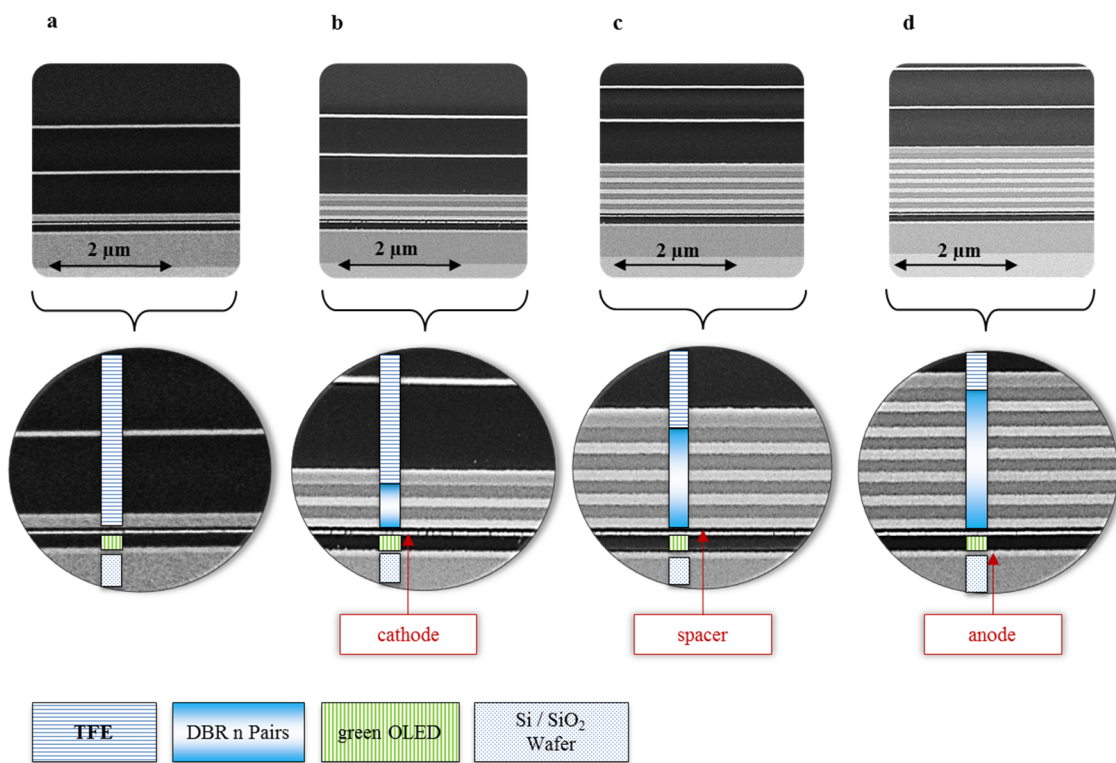 a
b
c
d
2 µm
2 µm
2 µm
2 µm
cathode
spacer
anode
TFE
DBR n Pairs
green OLED
Si / SiO₂
Wafer